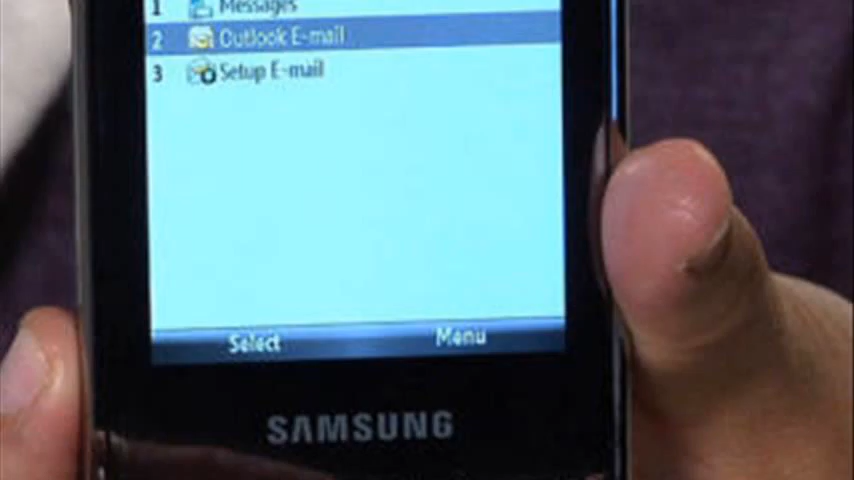 1 Messages
2 Outlook E-mail
3 Setup E-mail
Select Menu
SAMSUNG